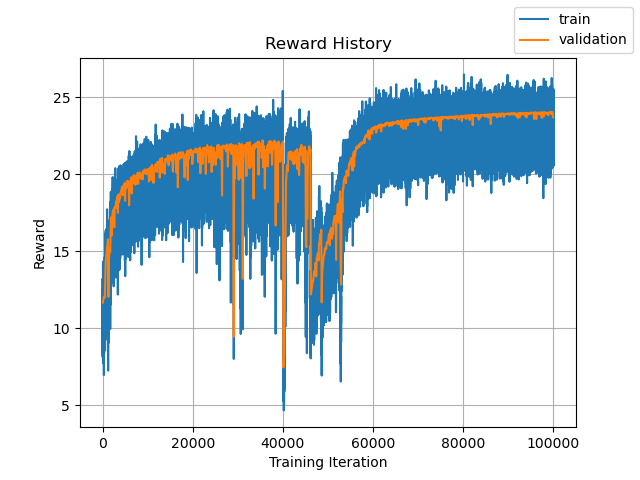 train
validation
Reward History
25
20
15
10
5
Reward
0
20000
40000
60000
80000
100000
Training Iteration